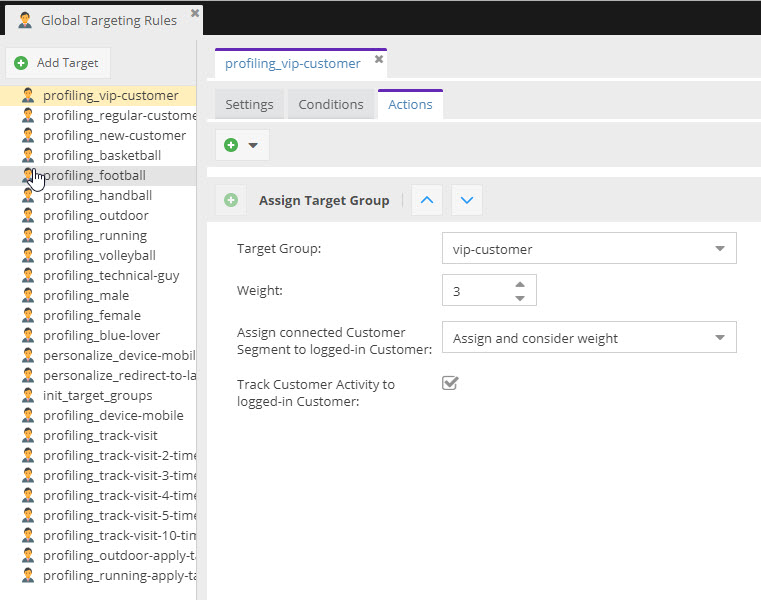 Global Targeting Rules
Add Target
profiling_vip-customer
profiling_regular-custome
profiling_new-customer
profiling_basketball
profiling_football
profiling_handball
profiling_outdoor
profiling_running
profiling_volleyball
profiling_technical-guy
profiling_male
profiling_female
profiling_blue-lover
personalize_device-mobil
personalize_redirect-to-la
init_target_groups
profiling_device-mobile
profiling_track-visit
profiling_track-visit-2-time
profiling_track-visit-3-time
profiling_track-visit-4-time
profiling_track-visit-5-time
profiling_track-visit-10-tim
profiling_outdoor-apply-ta
profiling_running-apply-ta
profiling_vip-customer
Settings
Conditions
Actions
Assign Target Group
Target Group:
vip-customer
Weight:
3
Assign connected Customer
Segment to logged-in Customer:
Assign and consider weight
Track Customer Activity to
logged-in Customer: